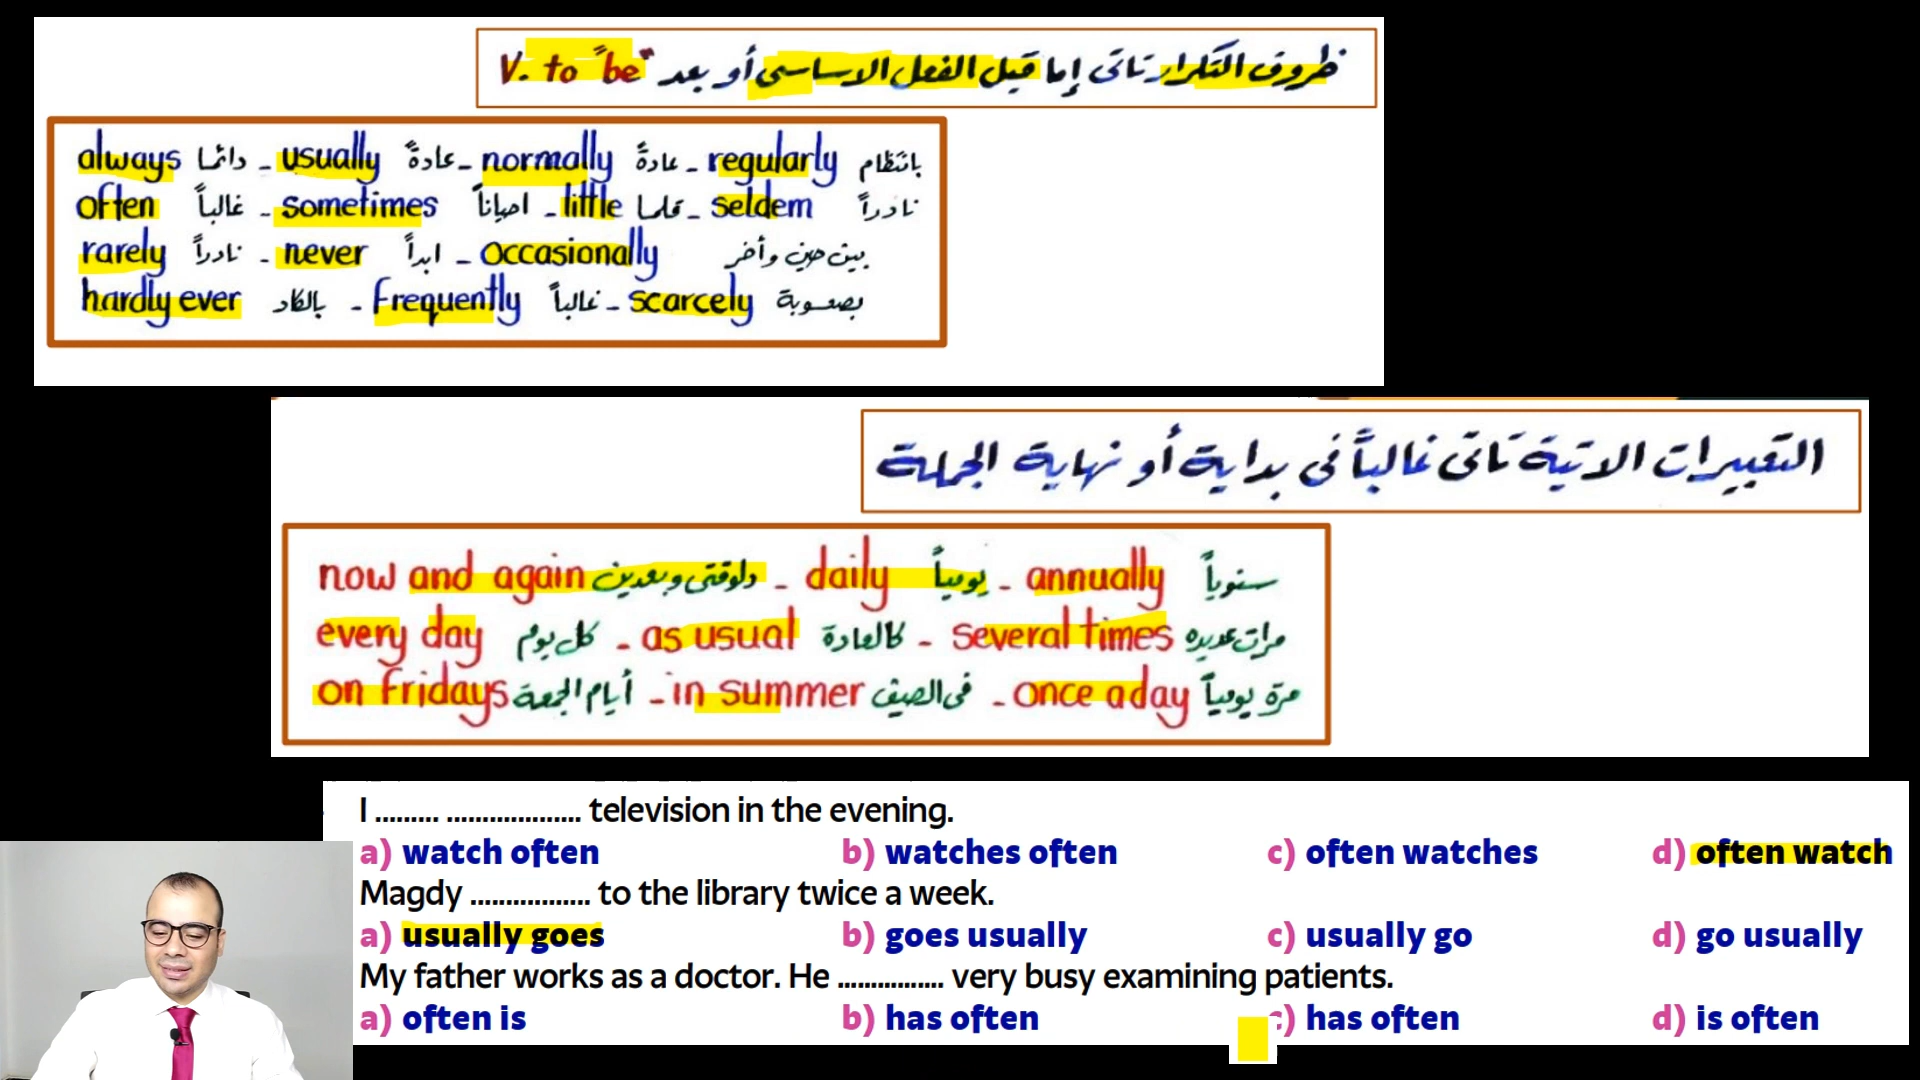 ظروف التكرار تاتى إما قبل الفعل الاساسى أو بعد V. to "be"
always دائما - usually عادةً - normally عادةً - regularly بانتظام
often غالباً - sometimes احياناً - little قلما - seldem نادراً
rarely نادراً - never ابداً - occasionally بين حين وأخر
hardly ever بالكاد - frequently غالباً - scarcely بصعوبة
التعبيرات الاتية تاتى غالباً فى بداية أو نهاية الجملة
now and again دلوقتى وبعدين - daily يومياً - annually سنوياً
every day كل يوم - as usual كالعادة - several times مرات عديده
on Fridays أيام الجمعة - in summer فى الصيف - once a day مرة يومياً
I ......... ................... television in the evening.
a) watch often b) watches often c) often watches d) often watch
Magdy ................. to the library twice a week.
a) usually goes b) goes usually c) usually go d) go usually
My father works as a doctor. He ............... very busy examining patients.
a) often is b) has often c) has often d) is often